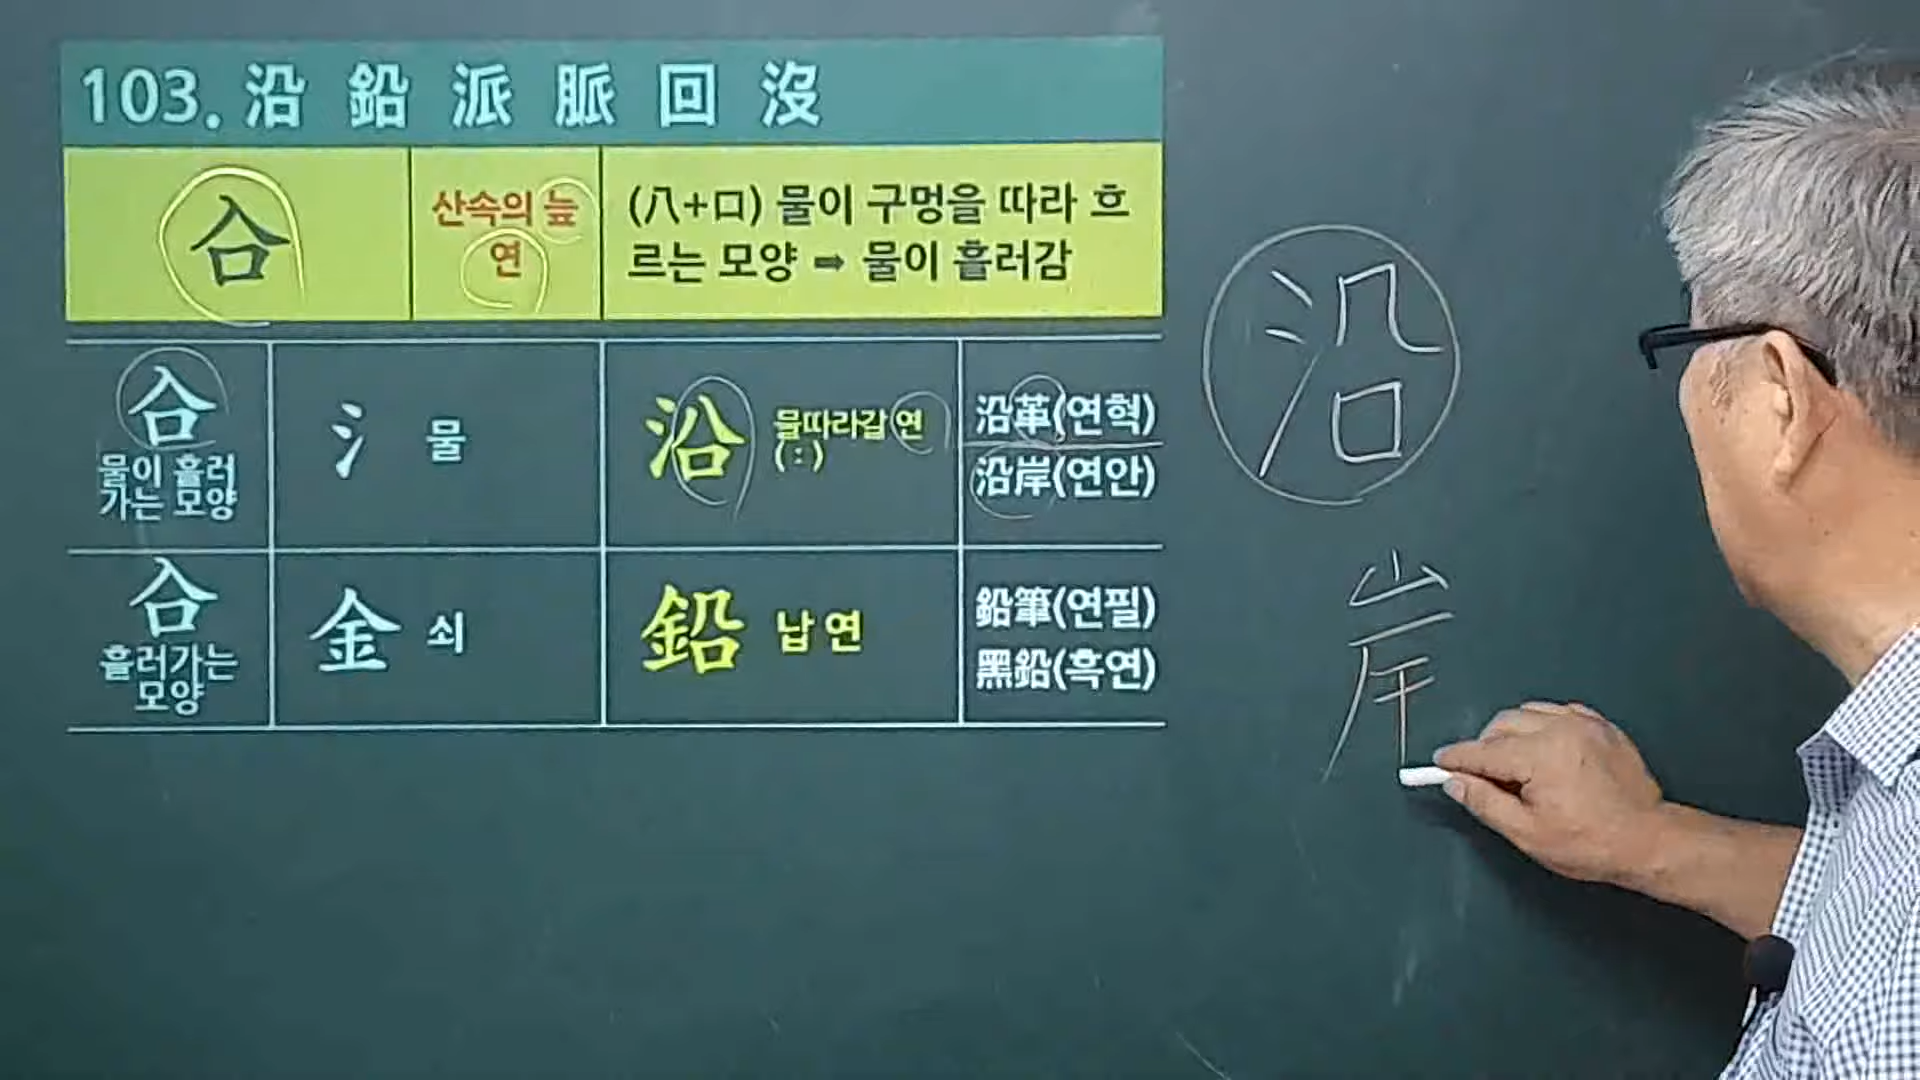 103. 沿 鉛 派 脈 回 沒
㕣
산속의 늪
연
(八+口) 물이 구멍을 따라 흐
르는 모양 ➡ 물이 흘러감
㕣
물이 흘러
가는 모양
氵 물
沿 물따라갈 연
(:)
沿革(연혁)
沿岸(연안)
㕣
흘러가는
모양
金 쇠
鉛 납 연
鉛筆(연필)
黑鉛(흑연)
沿
岸